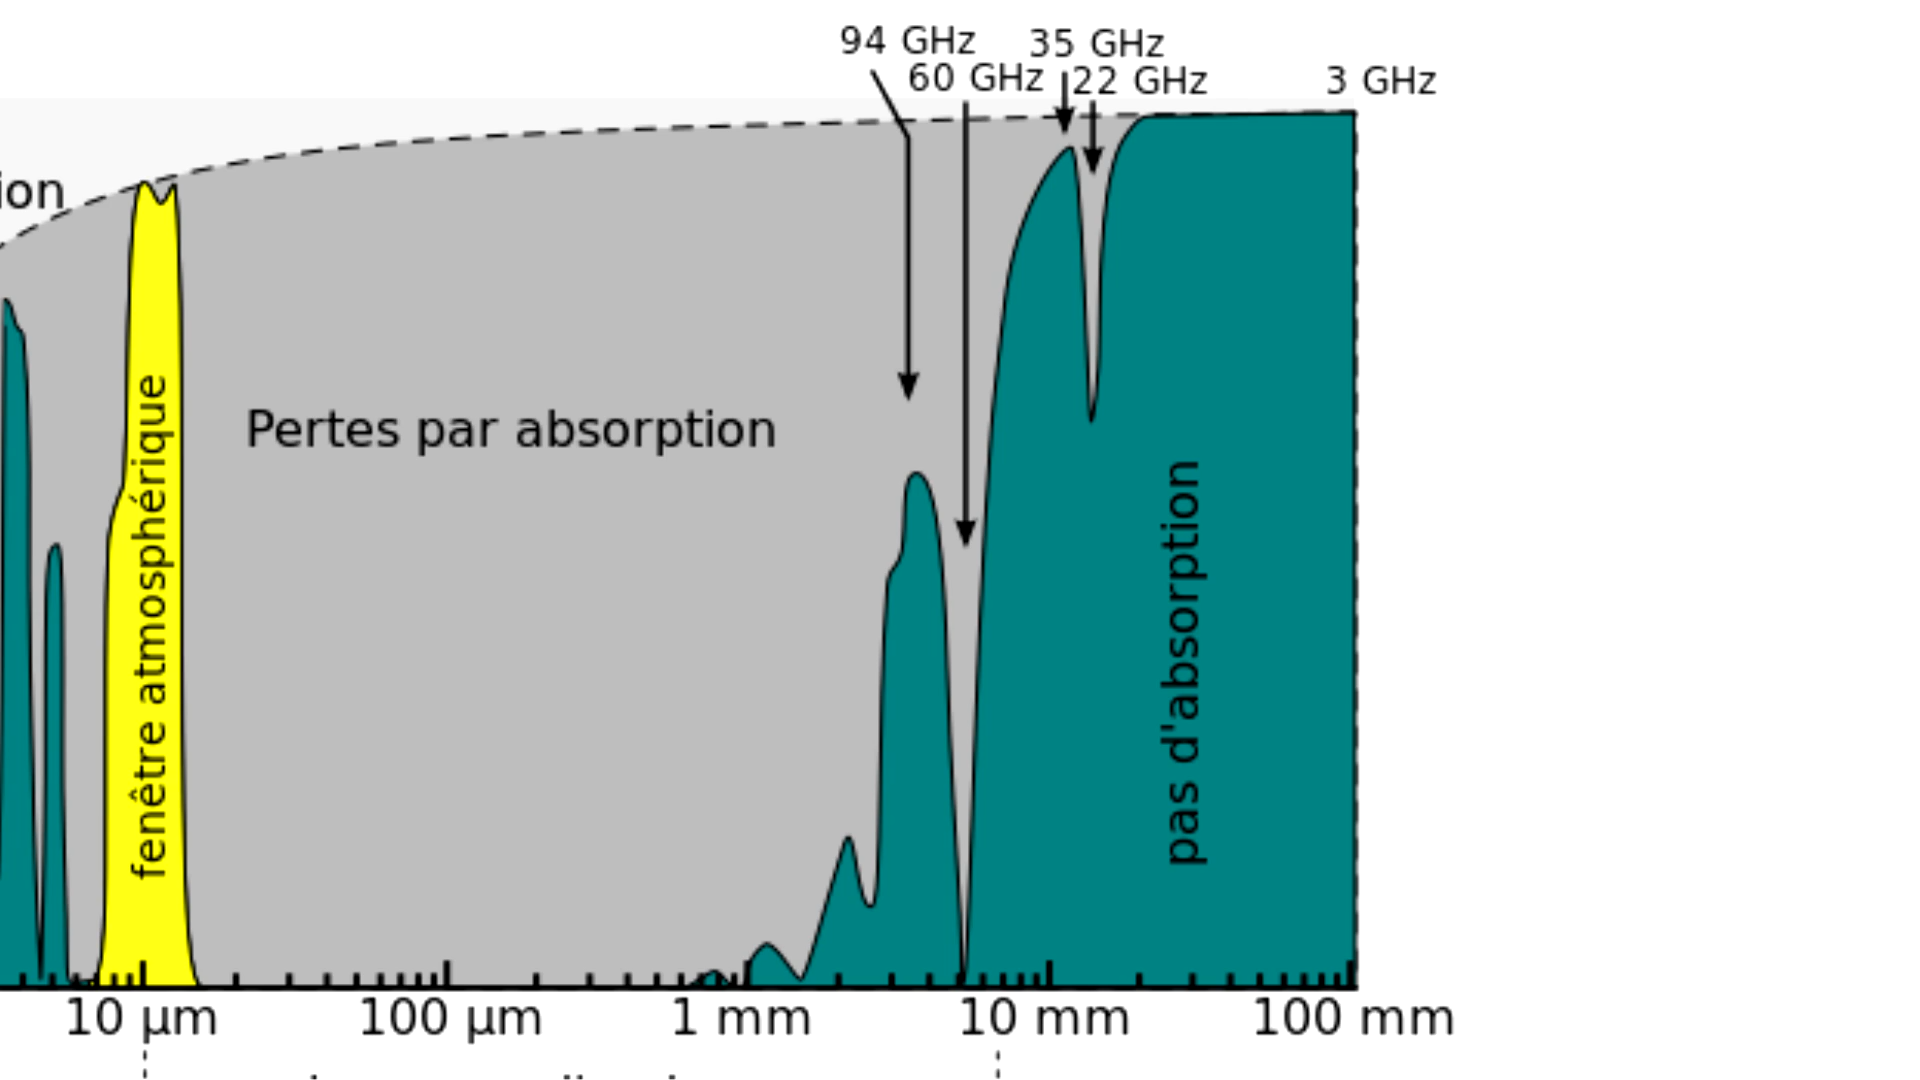 94 GHz
35 GHz
60 GHz
22 GHz
3 GHz
Pertes par absorption
fenêtre atmosphérique
pas d'absorption
10 µm
100 µm
1 mm
10 mm
100 mm